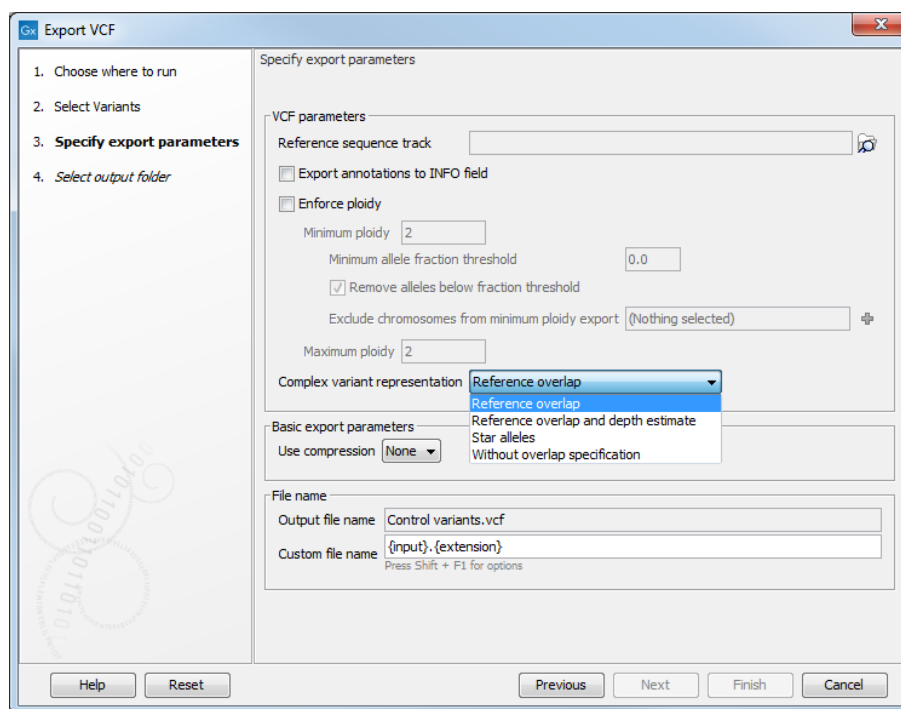 Gx Export VCF
1. Choose where to run
2. Select Variants
3. Specify export parameters
4. Select output folder
Specify export parameters
VCF parameters
Reference sequence track
Export annotations to INFO field
Enforce ploidy
Minimum ploidy 2
Minimum allele fraction threshold 0.0
Remove alleles below fraction threshold
Exclude chromosomes from minimum ploidy export (Nothing selected)
Maximum ploidy 2
Complex variant representation Reference overlap
Reference overlap
Reference overlap and depth estimate
Star alleles
Without overlap specification
Basic export parameters
Use compression None
File name
Output file name Control variants.vcf
Custom file name {input}.{extension}
Press Shift + F1 for options
Help Reset Previous Next Finish Cancel